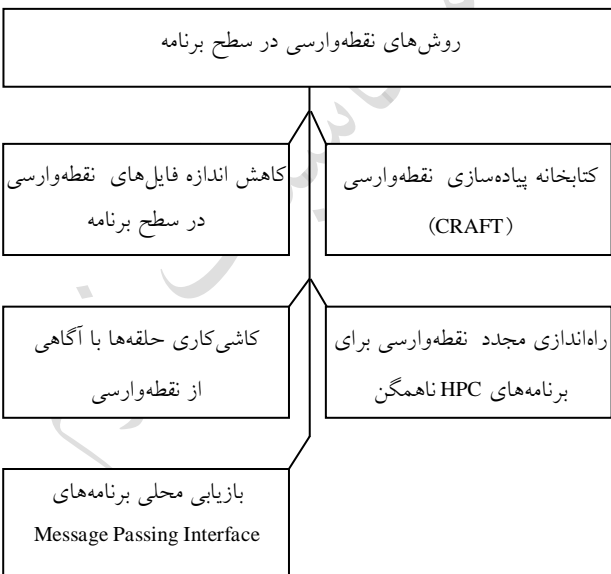 روش‌های نقطه‌وارسی در سطح برنامه
کتابخانه پیاده‌سازی نقطه‌وارسی
(CRAFT)
کاهش اندازه فایل‌های نقطه‌وارسی
در سطح برنامه
راه‌اندازی مجدد نقطه‌وارسی برای
برنامه‌های HPC ناهمگن
کاشی‌کاری حلقه‌ها با آگاهی
از نقطه‌وارسی
بازیابی محلی برنامه‌های
Message Passing Interface